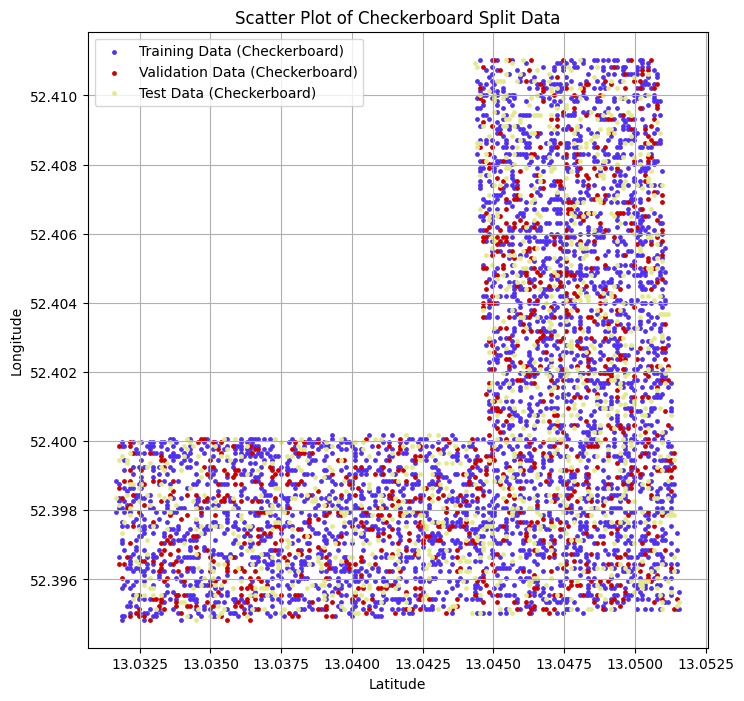 Scatter Plot of Checkerboard Split Data
Training Data (Checkerboard)
Validation Data (Checkerboard)
Test Data (Checkerboard)
52.410
52.408
52.406
52.404
52.402
52.400
52.398
52.396
Longitude
13.0325
13.0350
13.0375
13.0400
13.0425
13.0450
13.0475
13.0500
13.0525
Latitude